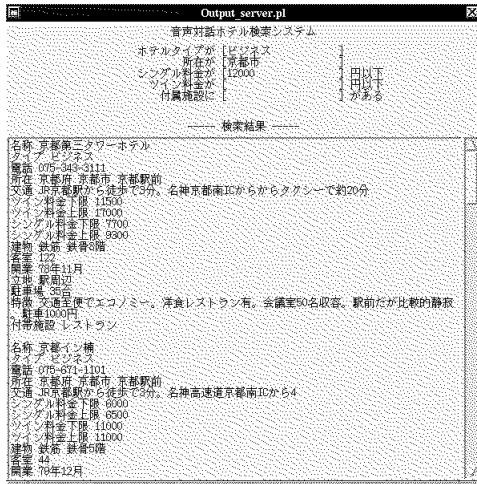 Output_server.pl
音声対話ホテル検索システム
ホテルタイプが [ビジネス ]
所在が [京都市 ]
シングル料金が [12000 ] 円以下
ツイン料金が [ ] 円以下
付属施設に [ ] がある
------ 検索結果 ------
名称 京都第三タワーホテル
タイプ ビジネス
電話 075-343-3111
所在 京都府 京都市 京都駅前
交通 JR京都駅から徒歩で3分。名神京都南ICからからタクシーで約20分
ツイン料金下限 11500
ツイン料金上限 17000
シングル料金下限 7700
シングル料金上限 9300
建物 鉄筋 鉄骨8階
客室 122
開業 78年11月
立地 駅周辺
駐車場 35台
特徴 交通至便でエコノミー。洋食レストラン有。会議室50名収容。駅前だが比較的静寂
。駐車1000円
付帯施設 レストラン
名称 京都イン楠
タイプ ビジネス
電話 075-671-1101
所在 京都府 京都市 京都駅前
交通 JR京都駅から徒歩で3分。名神高速道京都南ICから4
シングル料金下限 6000
シングル料金上限 6500
ツイン料金下限 11000
ツイン料金上限 11000
建物 鉄筋 鉄骨5階
客室 44
開業 79年12月